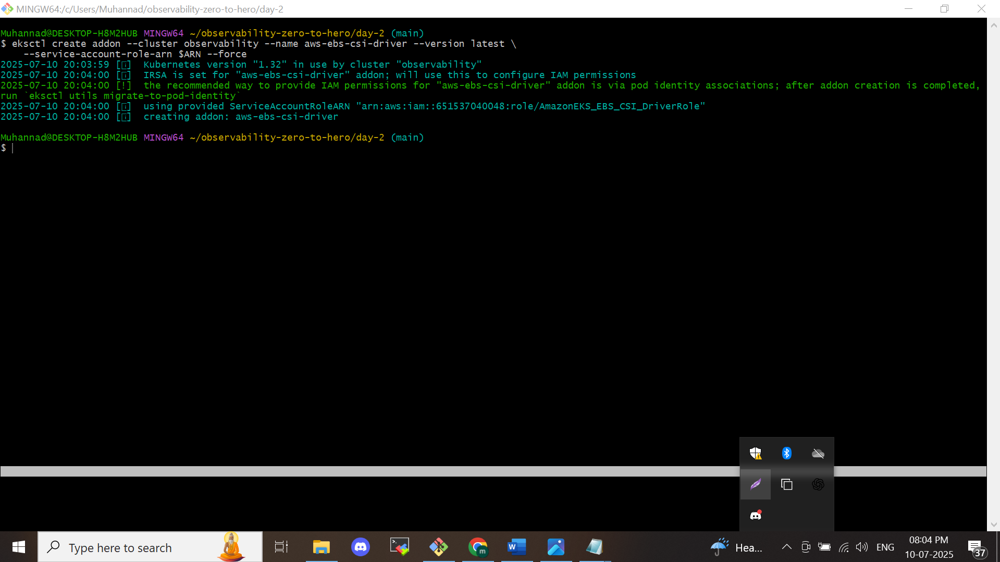 MINGW64:/c/Users/Muhannad/observability-zero-to-hero/day-2
Muhannad@DESKTOP-H8M2HUB MINGW64 ~/observability-zero-to-hero/day-2 (main)
$ eksctl create addon --cluster observability --name aws-ebs-csi-driver --version latest \
    --service-account-role-arn $ARN --force
2025-07-10 20:03:59 [i]  Kubernetes version "1.32" in use by cluster "observability"
2025-07-10 20:04:00 [i]  IRSA is set for "aws-ebs-csi-driver" addon; will use this to configure IAM permissions
2025-07-10 20:04:00 [!]  the recommended way to provide IAM permissions for "aws-ebs-csi-driver" addon is via pod identity associations; after addon creation is completed,
run `eksctl utils migrate-to-pod-identity`
2025-07-10 20:04:00 [i]  using provided ServiceAccountRoleARN "arn:aws:iam::651537040048:role/AmazonEKS_EBS_CSI_DriverRole"
2025-07-10 20:04:00 [i]  creating addon: aws-ebs-csi-driver
Muhannad@DESKTOP-H8M2HUB MINGW64 ~/observability-zero-to-hero/day-2 (main)
$
Type here to search
Hea...
ENG
08:04 PM
10-07-2025
37